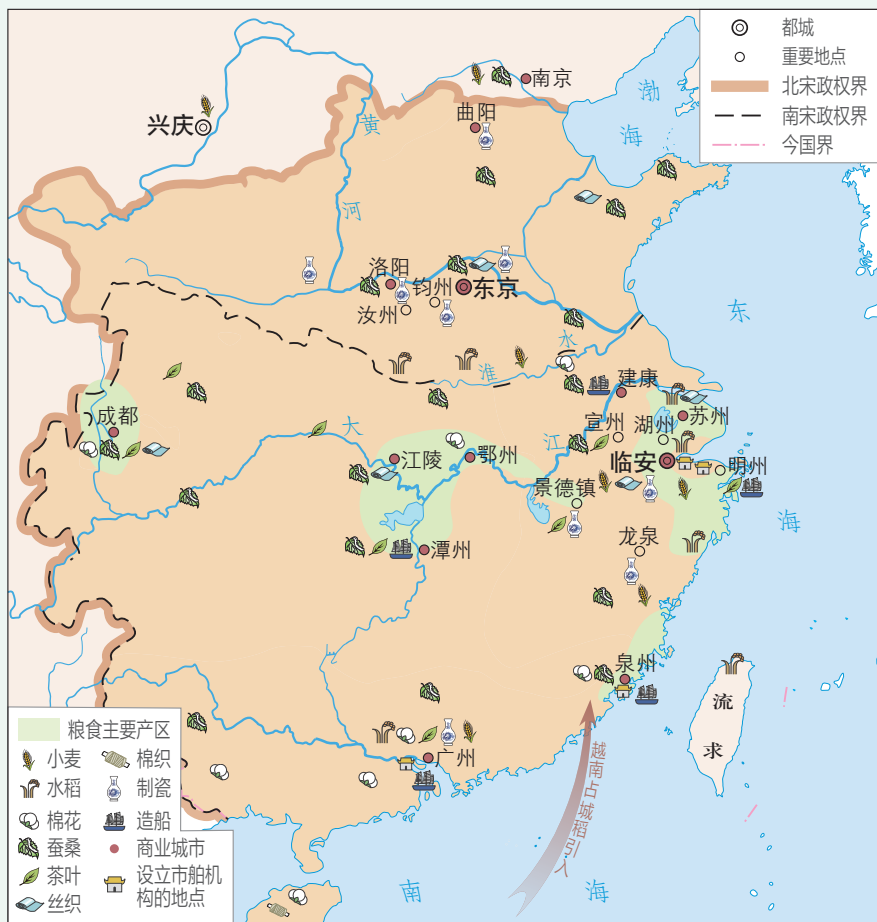 都城
重要地点
北宋政权界
南宋政权界
今国界
南京
渤
海
兴庆
黄
河
曲阳
洛阳
钧州
东京
汝州
东
海
淮
水
建康
成都
大
江
宣州
湖州
苏州
江陵
鄂州
临安
明州
景德镇
潭州
龙泉
泉州
流
求
广州
越南占城稻引入
南
海
粮食主要产区
小麦
棉织
水稻
制瓷
棉花
造船
蚕桑
商业城市
茶叶
设立市舶机
构的地点
丝织